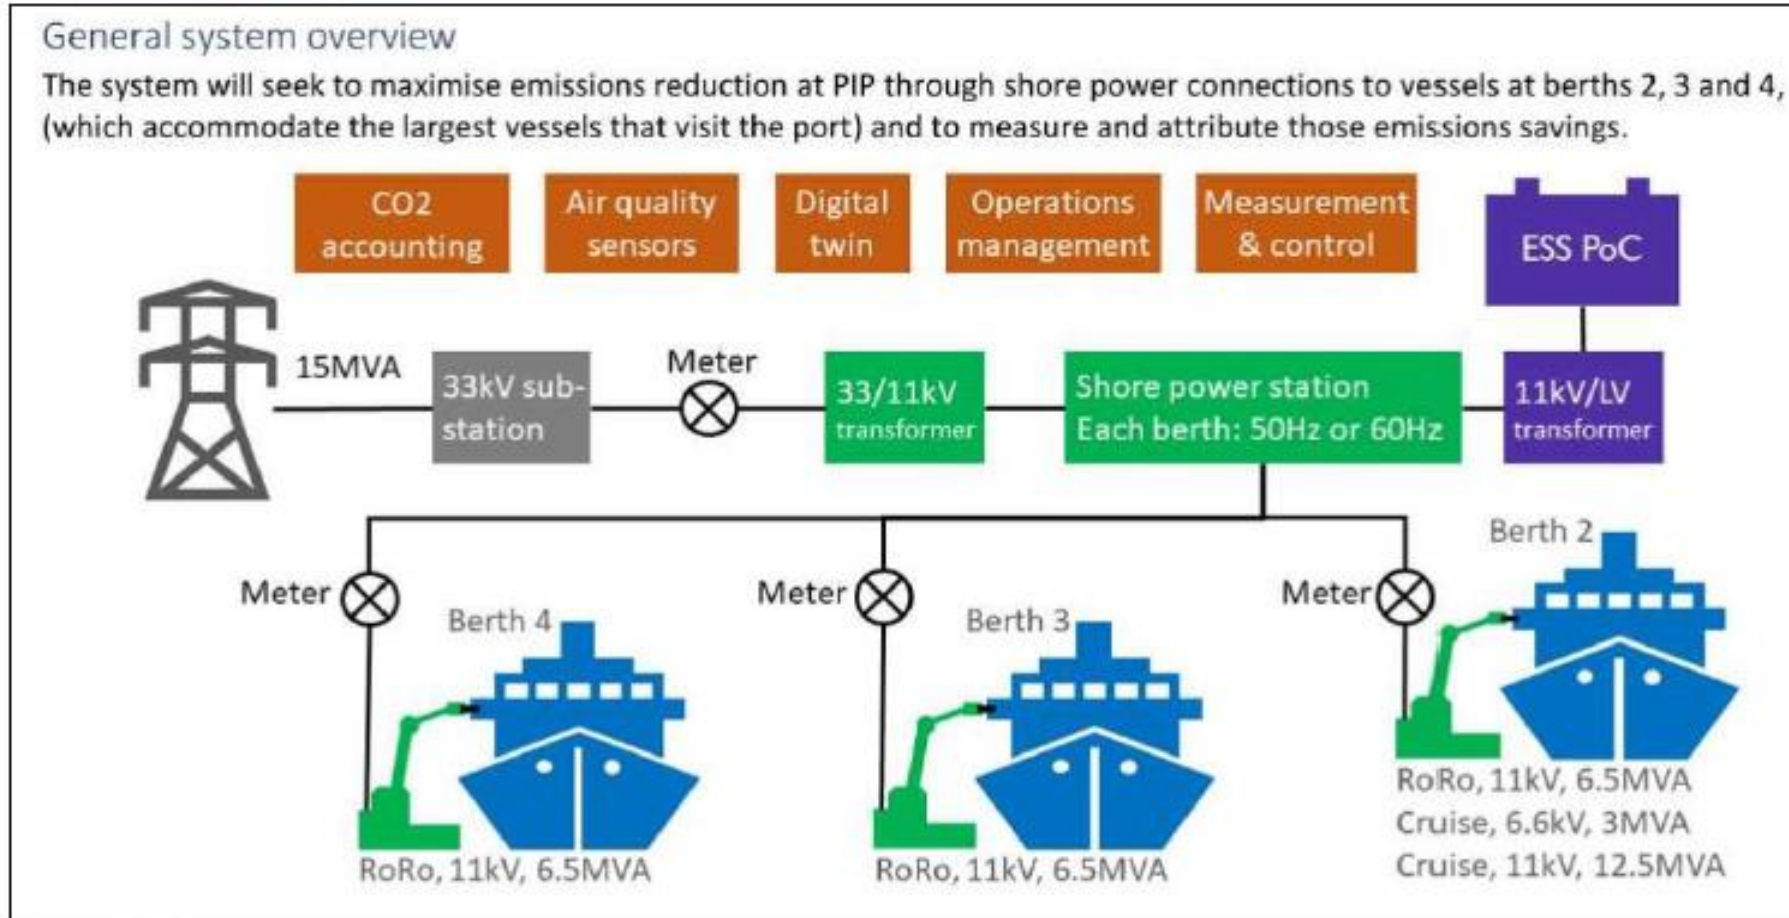 General system overview
The system will seek to maximise emissions reduction at PIP through shore power connections to vessels at berths 2, 3 and 4,
(which accommodate the largest vessels that visit the port) and to measure and attribute those emissions savings.
CO2
accounting
Air quality
sensors
Digital
twin
Operations
management
Measurement
& control
ESS PoC
15MVA
33kV sub-
station
Meter
33/11kV
transformer
Shore power station
Each berth: 50Hz or 60Hz
11kV/LV
transformer
Meter
Berth 4
RoRo, 11kV, 6.5MVA
Meter
Berth 3
RoRo, 11kV, 6.5MVA
Meter
Berth 2
RoRo, 11kV, 6.5MVA
Cruise, 6.6kV, 3MVA
Cruise, 11kV, 12.5MVA